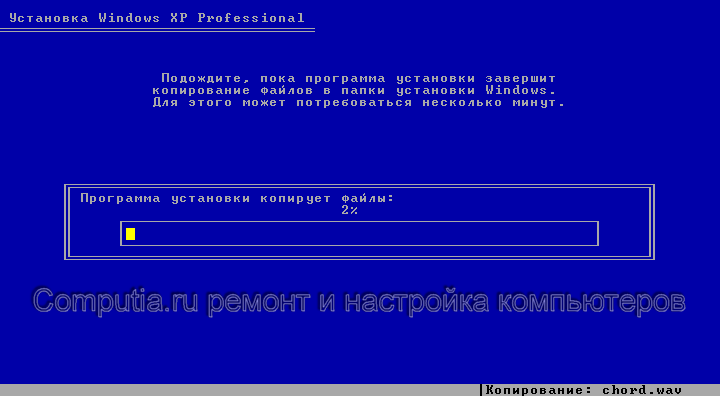 Установка Windows XP Professional
Подождите, пока программа установки завершит
копирование файлов в папки установки Windows.
Для этого может потребоваться несколько минут.
Программа установки копирует файлы:
2%
Computia.ru ремонт и настройка компьютеров
Копирование: chord.wav